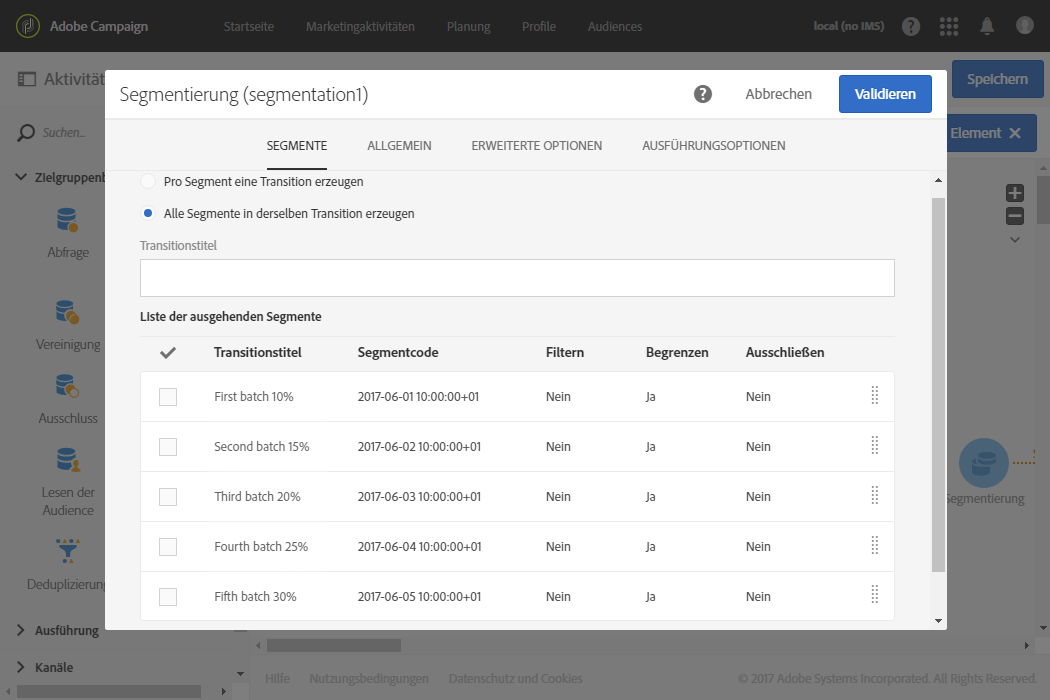 Adobe Campaign Startseite Marketingaktivitäten Planung Profile Audiences local (no IMS)
Aktivität Speichern
Segmentierung (segmentation1) Abbrechen Validieren
Suchen... Element
SEGMENTE ALLGEMEIN ERWEITERTE OPTIONEN AUSFÜHRUNGSOPTIONEN
Zielgruppenb
Pro Segment eine Transition erzeugen
Alle Segmente in derselben Transition erzeugen
Abfrage
Transitionstitel
Liste der ausgehenden Segmente
Vereinigung
Transitionstitel Segmentcode Filtern Begrenzen Ausschließen
First batch 10% 2017-06-01 10:00:00+01 Nein Ja Nein
Ausschluss
Second batch 15% 2017-06-02 10:00:00+01 Nein Ja Nein
Lesen der
Audience
Third batch 20% 2017-06-03 10:00:00+01 Nein Ja Nein
Segmentierung
Fourth batch 25% 2017-06-04 10:00:00+01 Nein Ja Nein
Deduplizierung
Fifth batch 30% 2017-06-05 10:00:00+01 Nein Ja Nein
Ausführung
Kanäle
Hilfe Nutzungsbedingungen Datenschutz und Cookies © 2017 Adobe Systems Incorporated. All Rights Reserved.